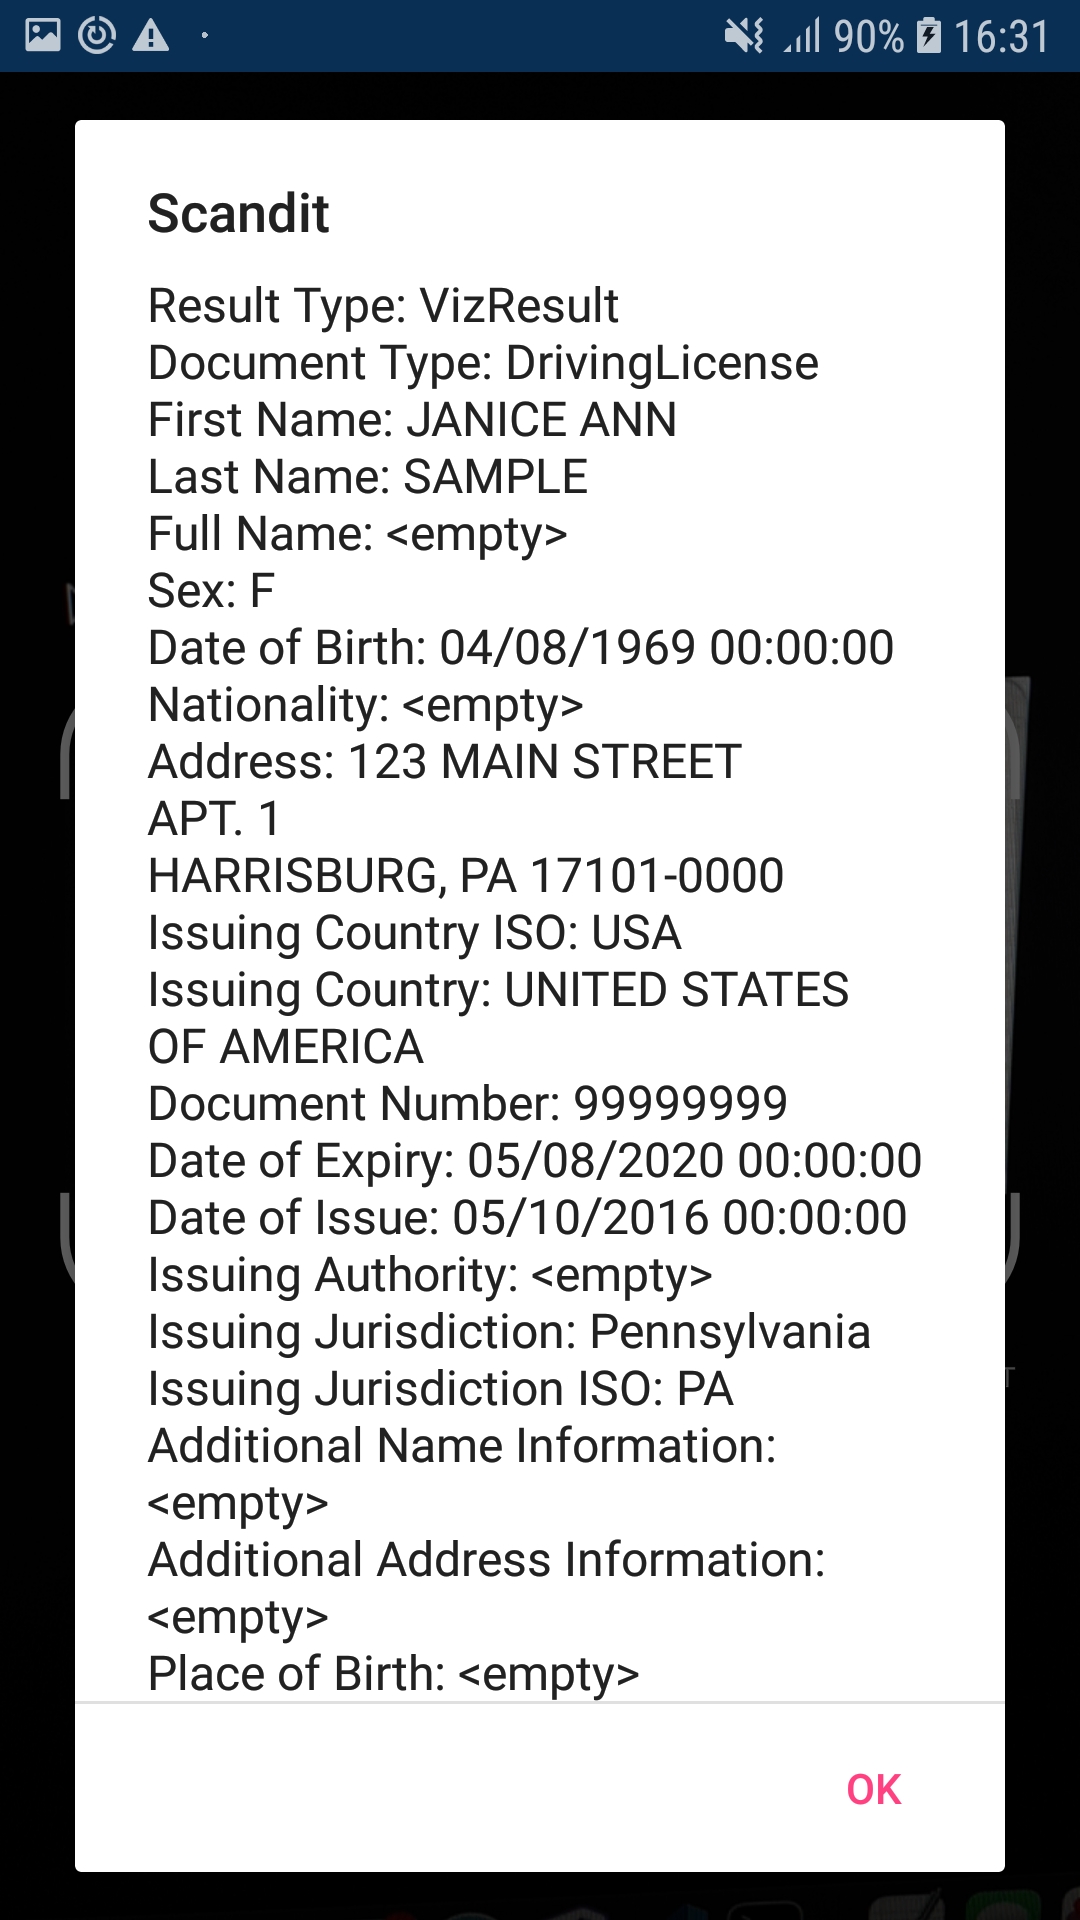 90% 16:31
Scandit
Result Type: VizResult
Document Type: DrivingLicense
First Name: JANICE ANN
Last Name: SAMPLE
Full Name: <empty>
Sex: F
Date of Birth: 04/08/1969 00:00:00
Nationality: <empty>
Address: 123 MAIN STREET
APT. 1
HARRISBURG, PA 17101-0000
Issuing Country ISO: USA
Issuing Country: UNITED STATES
OF AMERICA
Document Number: 99999999
Date of Expiry: 05/08/2020 00:00:00
Date of Issue: 05/10/2016 00:00:00
Issuing Authority: <empty>
Issuing Jurisdiction: Pennsylvania
Issuing Jurisdiction ISO: PA
Additional Name Information:
<empty>
Additional Address Information:
<empty>
Place of Birth: <empty>
OK